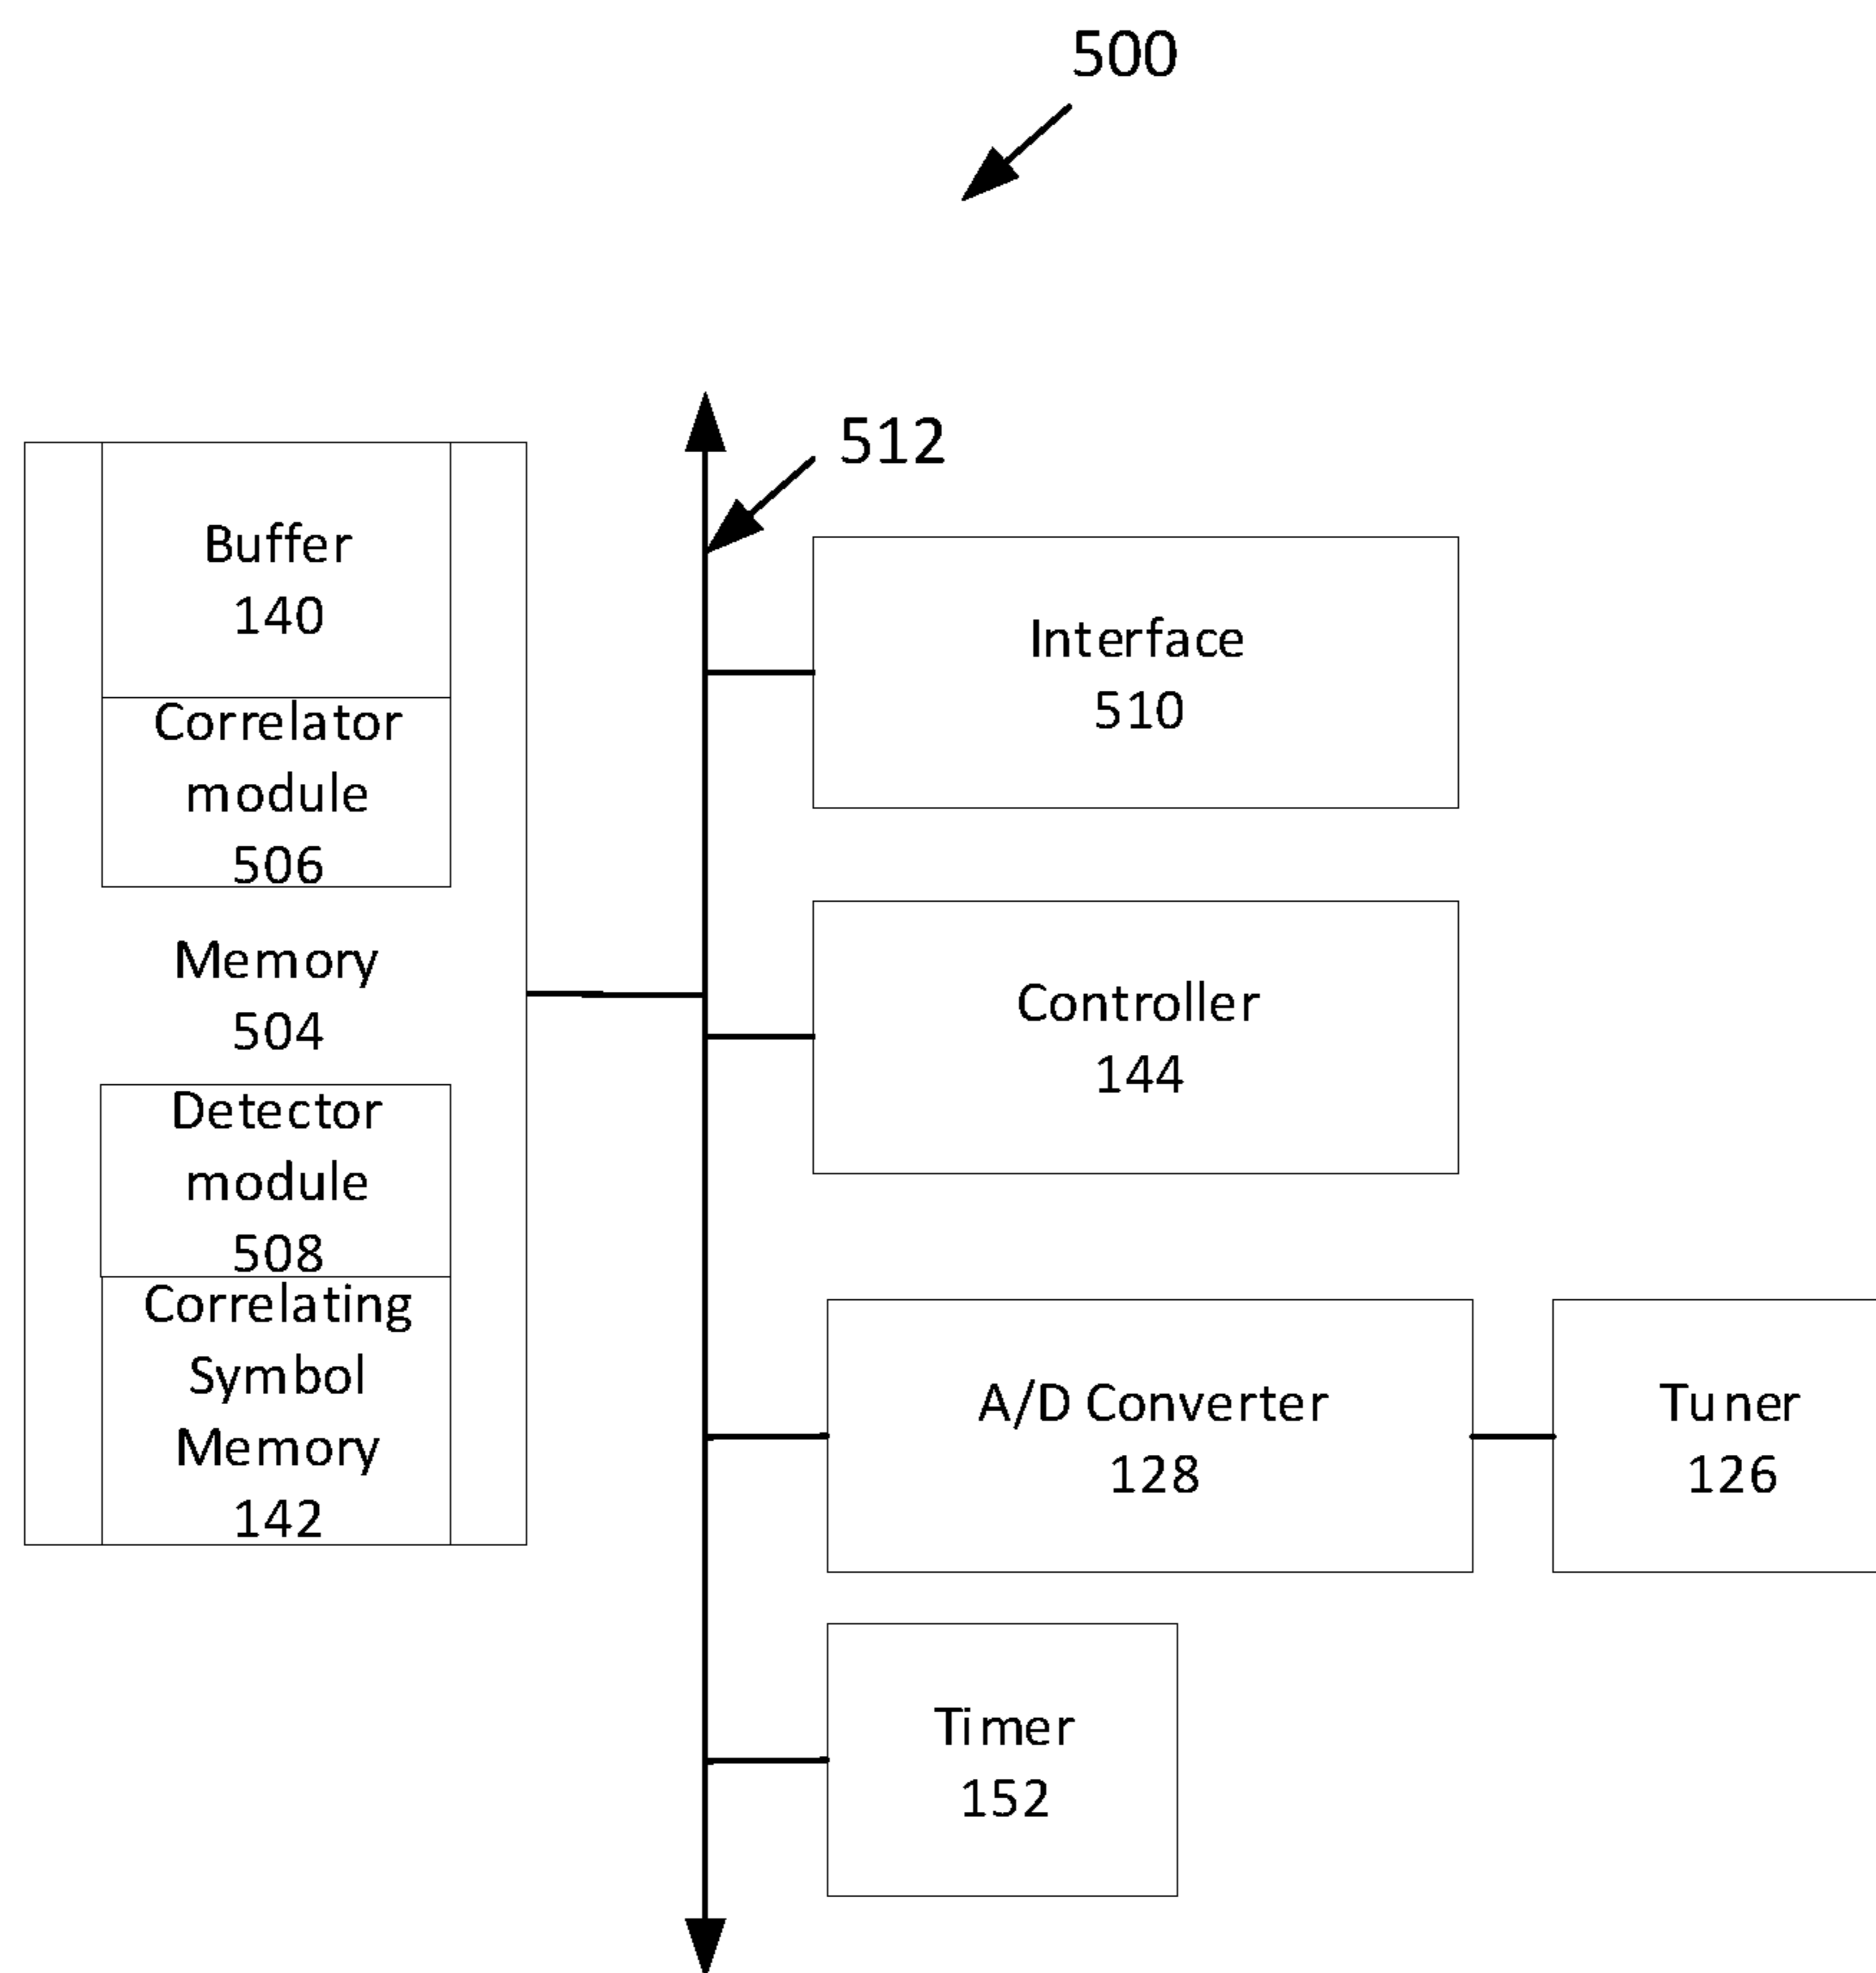 500
512
Buffer
140
Correlator
module
506
Memory
504
Detector
module
508
Correlating
Symbol
Memory
142
Interface
510
Controller
144
A/D Converter
128
Tuner
126
Timer
152